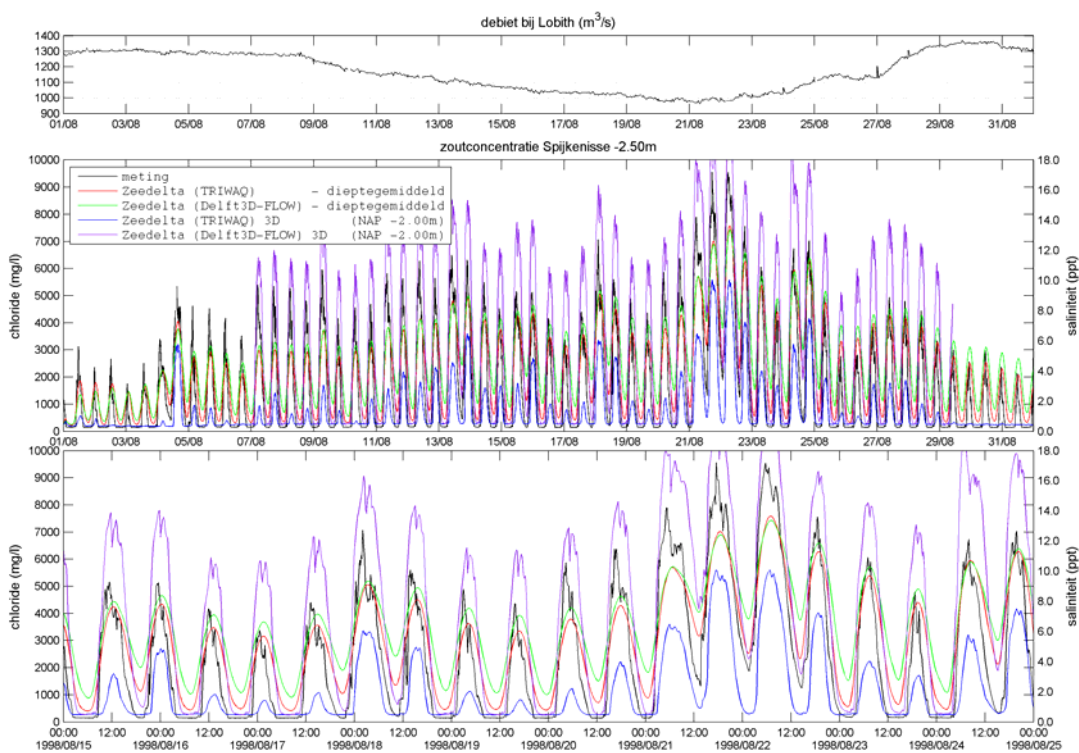 debiet bij Lobith (m³/s)
1400
1300
1200
1100
1000
900
01/08 03/08 05/08 07/08 09/08 11/08 13/08 15/08 17/08 19/08 21/08 23/08 25/08 27/08 29/08 31/08
zoutconcentratie Spijkenisse -2.50m
10000 18.0
9000 16.0
8000 14.0
7000 12.0
6000 10.0
5000 8.0
4000 6.0
3000 4.0
2000 2.0
1000 0.0
0
chloride (mg/l)
saliniteit (ppt)
meting
Zeedelta (TRIWAQ) - dieptegemiddeld
Zeedelta (Delft3D-FLOW) - dieptegemiddeld
Zeedelta (TRIWAQ) 3D (NAP -2.00m)
Zeedelta (Delft3D-FLOW) 3D (NAP -2.00m)
01/08 03/08 05/08 07/08 09/08 11/08 13/08 15/08 17/08 19/08 21/08 23/08 25/08 27/08 29/08 31/08
10000 18.0
9000 16.0
8000 14.0
7000 12.0
6000 10.0
5000 8.0
4000 6.0
3000 4.0
2000 2.0
1000 0.0
0
chloride (mg/l)
saliniteit (ppt)
00:00 12:00 00:00 12:00 00:00 12:00 00:00 12:00 00:00 12:00 00:00 12:00 00:00 12:00 00:00 12:00 00:00 12:00 00:00 12:00 00:00
1998/08/15 1998/08/16 1998/08/17 1998/08/18 1998/08/19 1998/08/20 1998/08/21 1998/08/22 1998/08/23 1998/08/24 1998/08/25